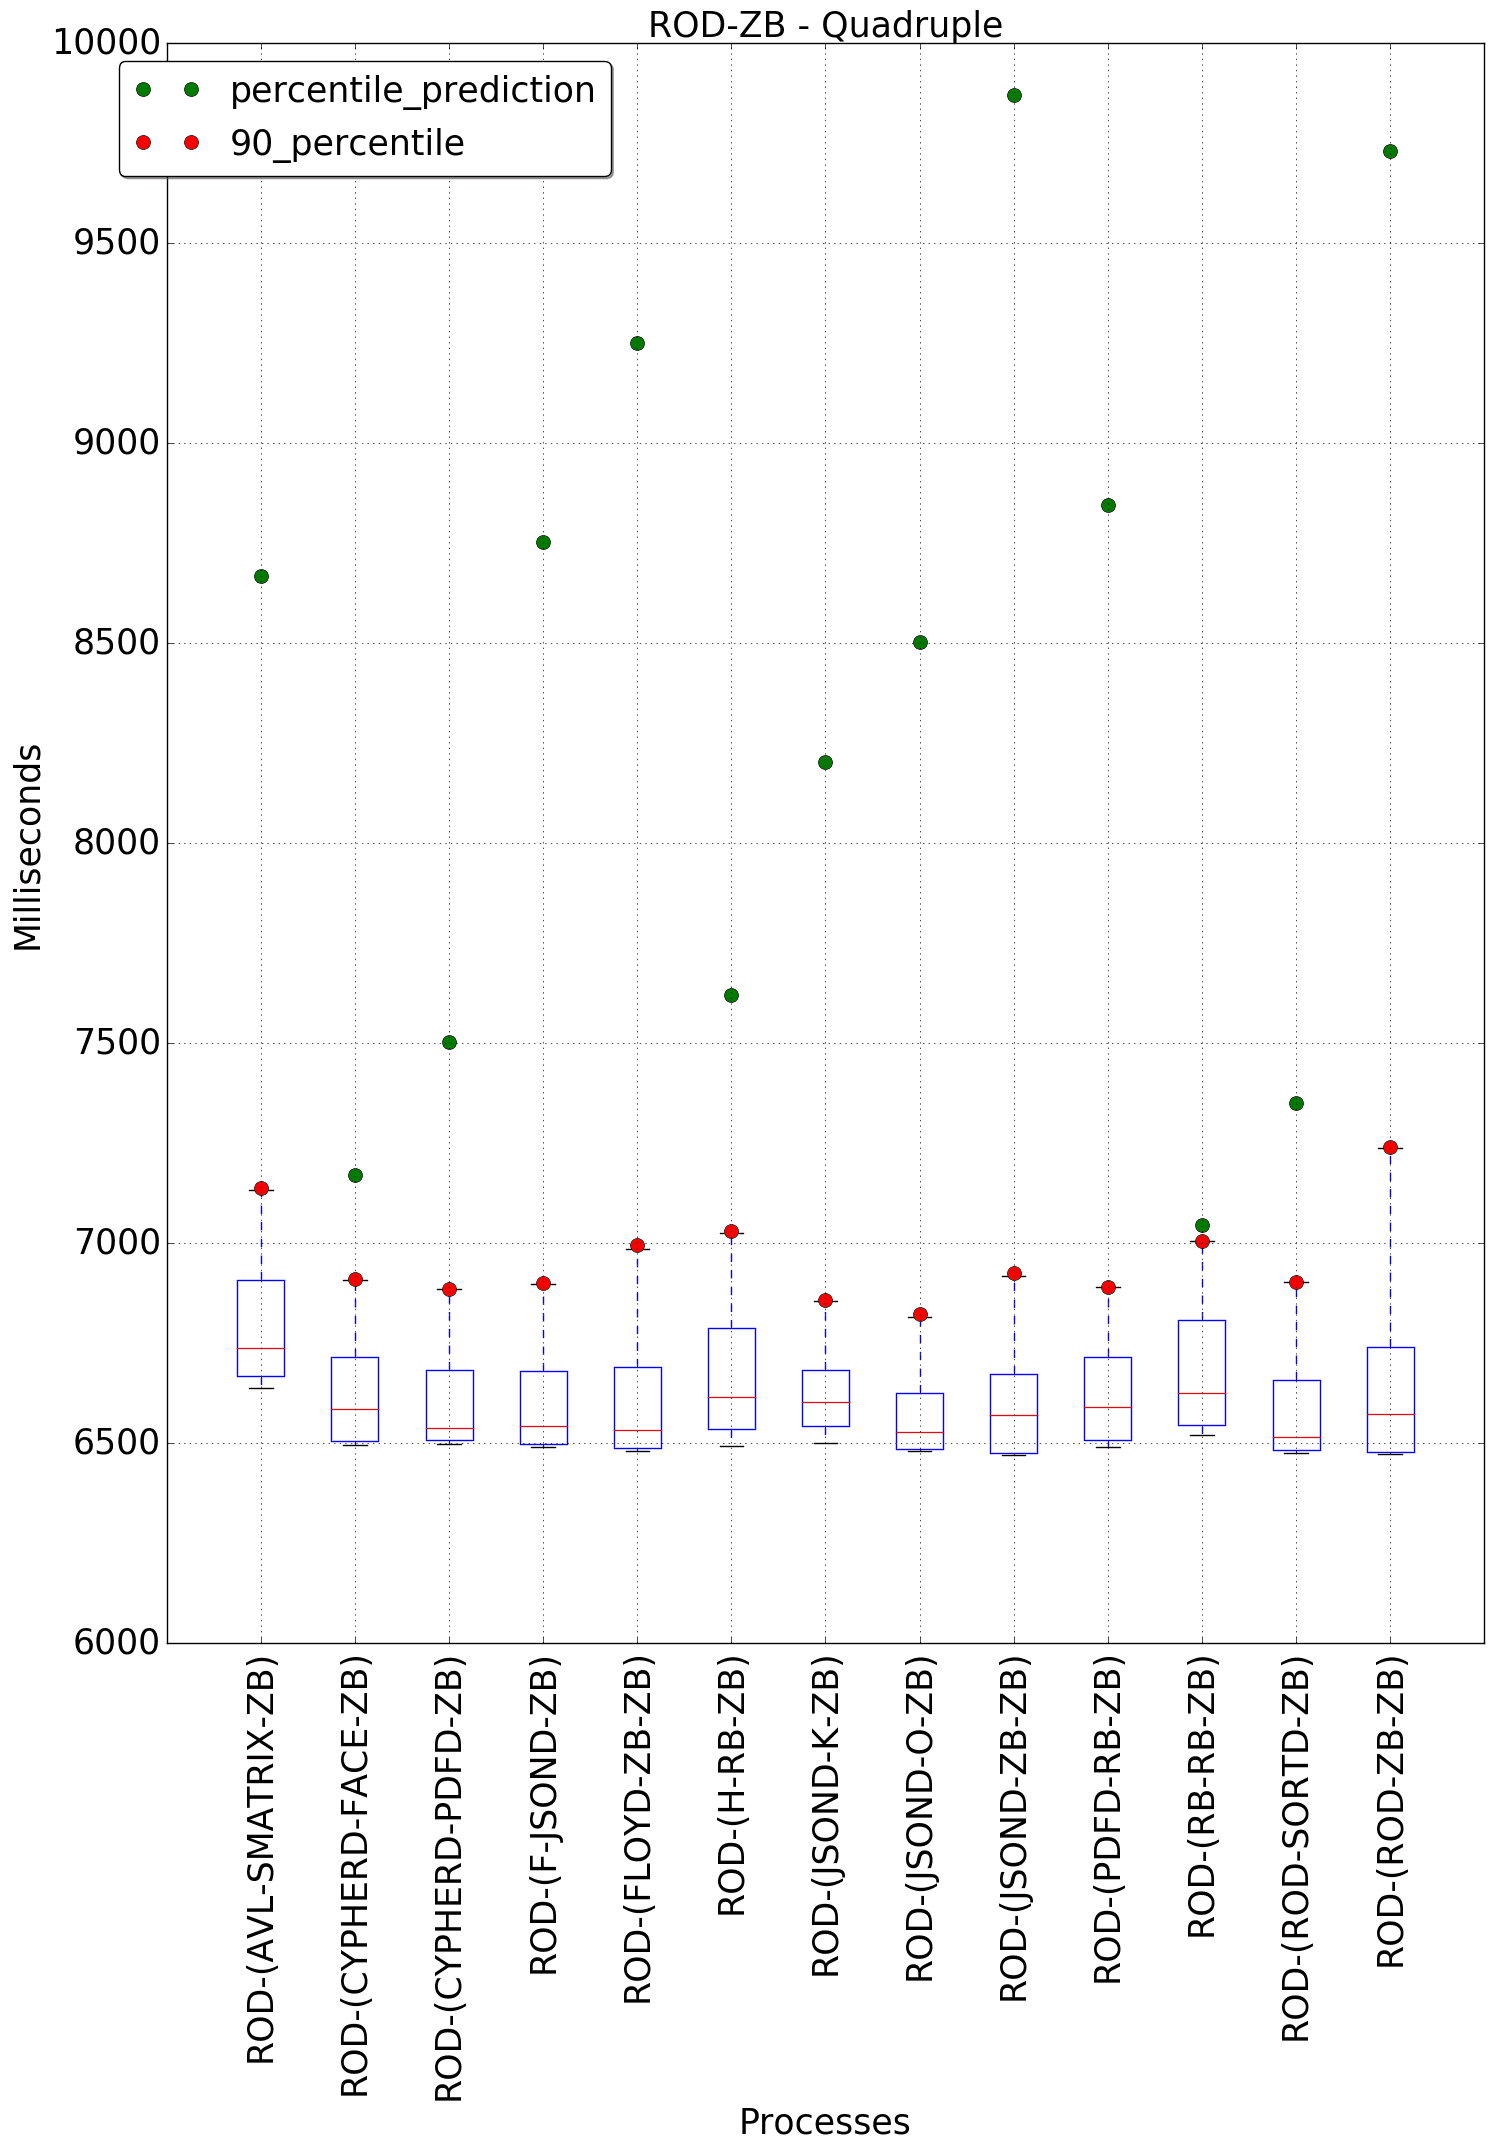 ROD-ZB - Quadruple
10000
percentile_prediction
90_percentile
9500
9000
8500
8000
7500
7000
6500
6000
Milliseconds
ROD-(AVL-SMATRIX-ZB)
ROD-(CYPHERD-FACE-ZB)
ROD-(CYPHERD-PDFD-ZB)
ROD-(F-JSOND-ZB)
ROD-(FLOYD-ZB-ZB)
ROD-(H-RB-ZB)
ROD-(JSOND-K-ZB)
ROD-(JSOND-O-ZB)
ROD-(JSOND-ZB-ZB)
ROD-(PDFD-RB-ZB)
ROD-(RB-RB-ZB)
ROD-(ROD-SORTD-ZB)
ROD-(ROD-ZB-ZB)
Processes